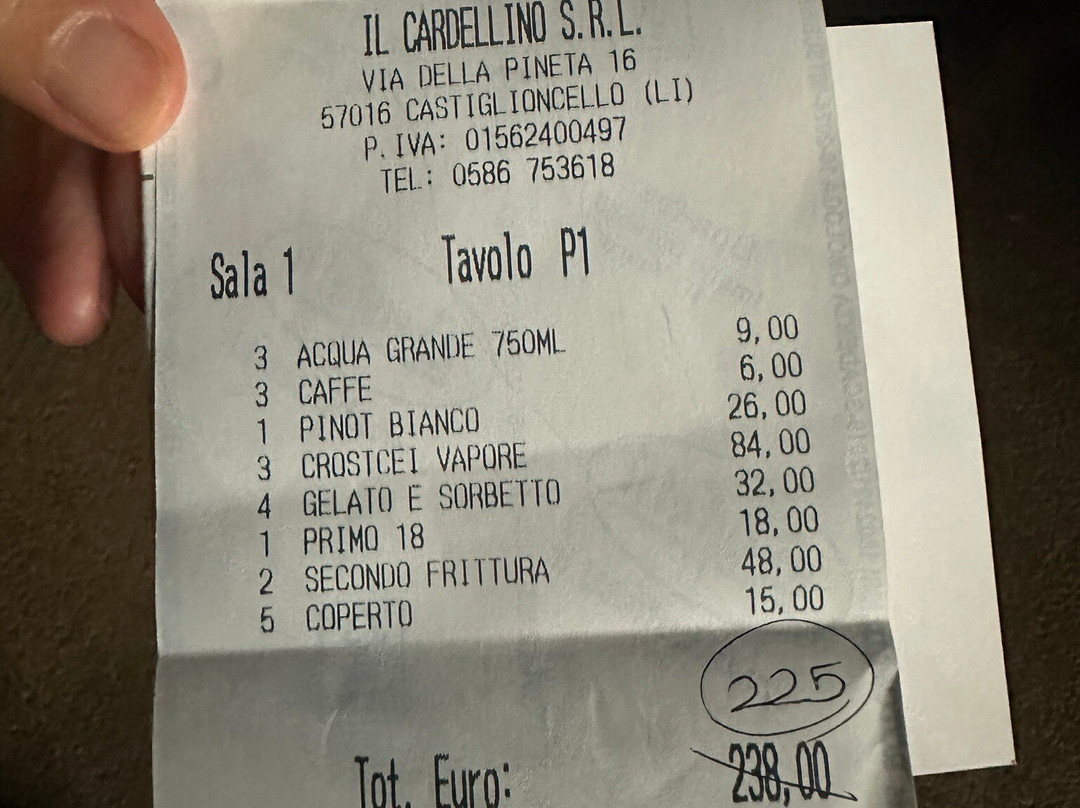 IL CARDELLINO S.R.L.
VIA DELLA PINETA 16
57016 CASTIGLIONCELLO (LI)
P. IVA: 01562400497
TEL: 0586 753618
Sala 1 Tavolo P1
3 ACQUA GRANDE 750ML 9,00
3 CAFFE 6,00
1 PINOT BIANCO 26,00
3 CROSTCEI VAPORE 84,00
4 GELATO E SORBETTO 32,00
1 PRIMO 18 18,00
2 SECONDO FRITTURA 48,00
5 COPERTO 15,00
225
Tot. Euro: 238,00